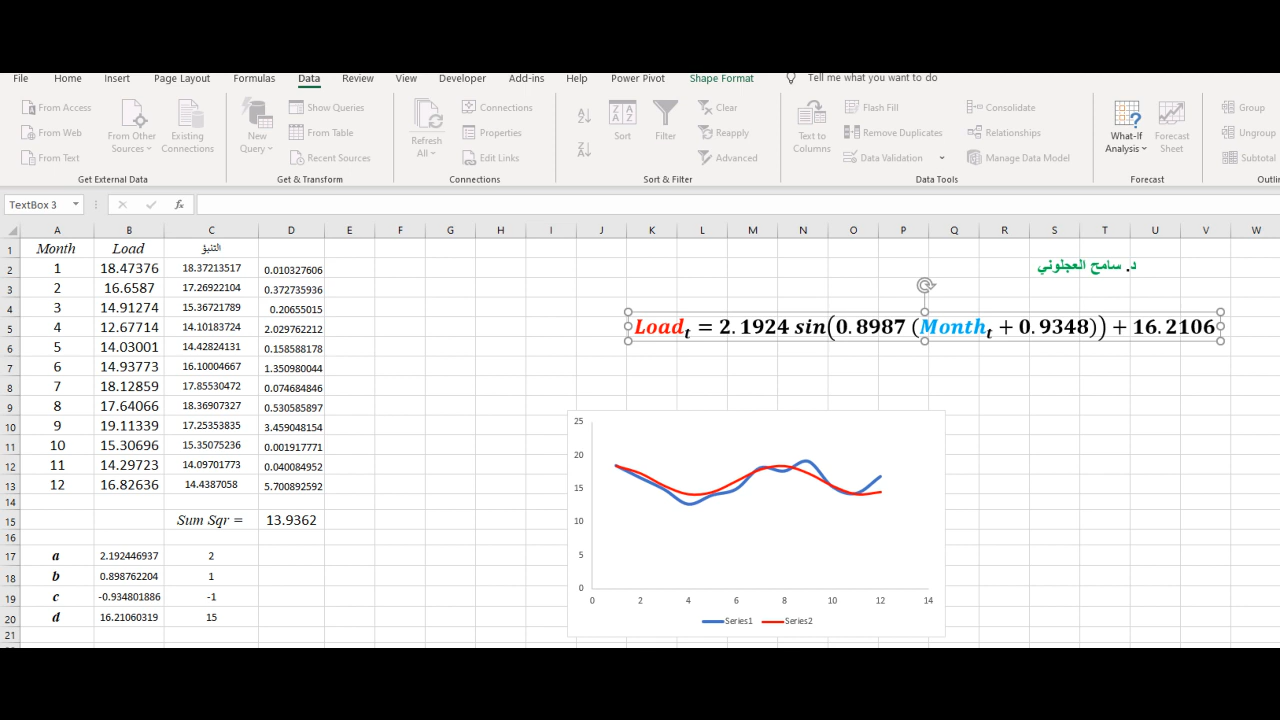 File Home Insert Page Layout Formulas Data Review View Developer Add-ins Help Power Pivot Shape Format Tell me what you want to do
From Access
From Web
From Text
From Other Sources
Existing Connections
Get External Data
New Query
Show Queries
From Table
Recent Sources
Get & Transform
Refresh All
Connections
Properties
Edit Links
Connections
Sort
Filter
Clear
Reapply
Advanced
Sort & Filter
Text to Columns
Flash Fill
Remove Duplicates
Data Validation
Consolidate
Relationships
Manage Data Model
Data Tools
What-If Analysis
Forecast Sheet
Forecast
Group
Ungroup
Subtotal
TextBox 3 fx
A B C D E F G H I J K L M N O P Q R S T U V W
1 Month Load التنبؤ
2 1 18.47376 18.37213517 0.010327606 د. سامح العجلوني
3 2 16.6587 17.26922104 0.372735936
4 3 14.91274 15.36721789 0.20655015
5 4 12.67714 14.10183724 2.029762212 Loadt = 2.1924 sin(0.8987 (Montht + 0.9348)) + 16.2106
6 5 14.03001 14.42824131 0.158588178
7 6 14.93773 16.10004667 1.350980044
8 7 18.12859 17.85530472 0.074684846
9 8 17.64066 18.36907327 0.530585897
10 9 19.11339 17.25353835 3.459048154
11 10 15.30696 15.35075236 0.001917771
12 11 14.29723 14.09701773 0.040084952
13 12 16.82636 14.4387058 5.700892592
14
15 Sum Sqr = 13.9362
16
17 a 2.192446937 2
18 b 0.898762204 1
19 c -0.934801886 -1
20 d 16.21060319 15
21
25
20
15
10
5
0
0 2 4 6 8 10 12 14
Series1 Series2